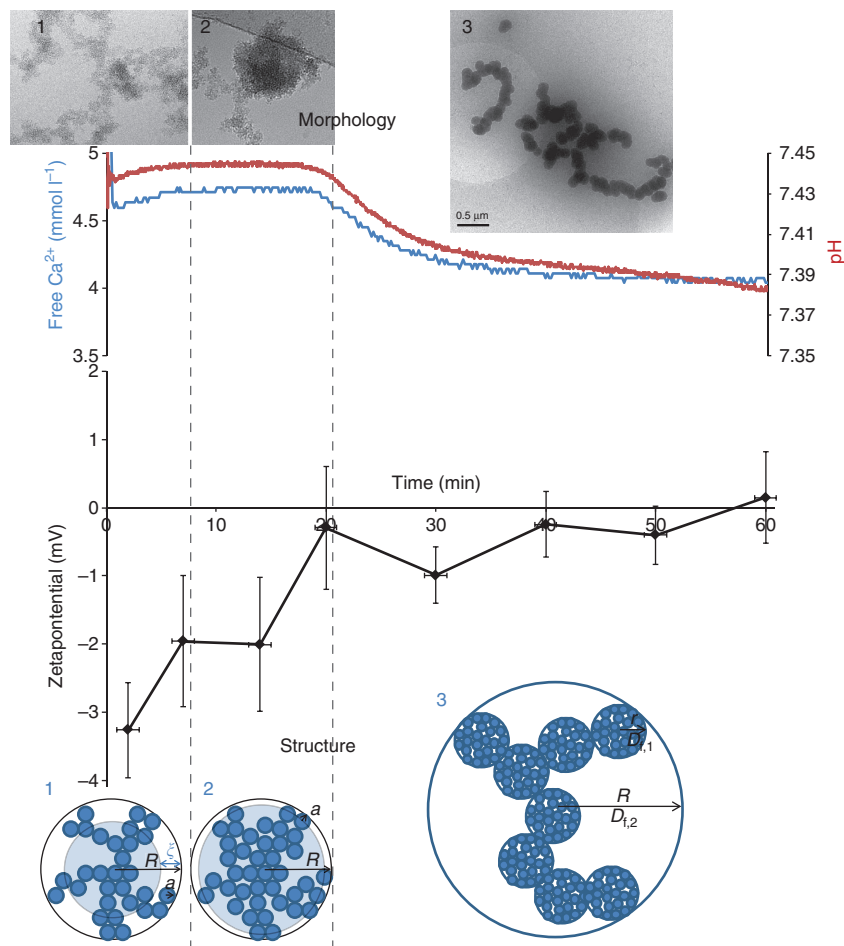 1
2
3
Morphology
0.5 μm
5
4.5
4
3.5
Free Ca²⁺ (mmol l⁻¹)
7.45
7.43
7.41
7.39
7.37
7.35
pH
2
1
0
–1
–2
–3
–4
Zetapontential (mV)
Time (min)
0
10
20
30
40
50
60
Structure
1
R
ξ
a
2
a
R
3
r
D_f,1
R
D_f,2